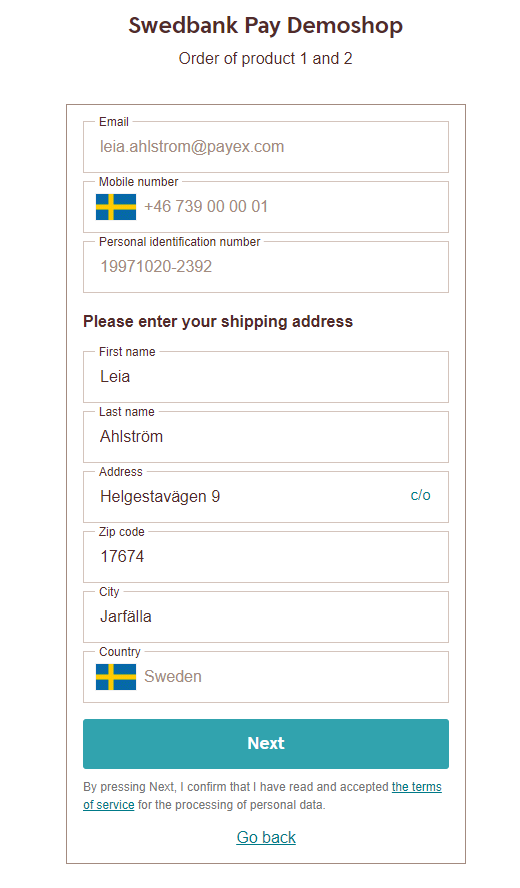 Swedbank Pay Demoshop
Order of product 1 and 2
Email
leia.ahlstrom@payex.com
Mobile number
+46 739 00 00 01
Personal identification number
19971020-2392
Please enter your shipping address
First name
Leia
Last name
Ahlström
Address
Helgestavägen 9 c/o
Zip code
17674
City
Jarfälla
Country
Sweden
Next
By pressing Next, I confirm that I have read and accepted the terms
of service for the processing of personal data.
Go back